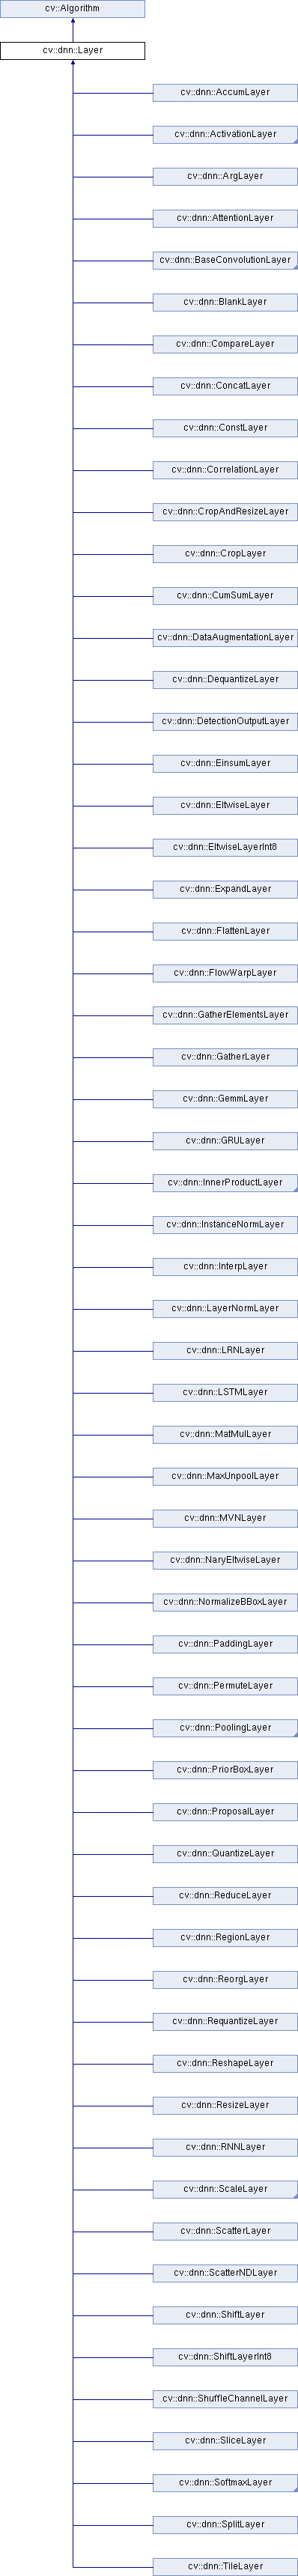 cv::Algorithm
cv::dnn::Layer
cv::dnn::AccumLayer
cv::dnn::ActivationLayer
cv::dnn::ArgLayer
cv::dnn::AttentionLayer
cv::dnn::BaseConvolutionLayer
cv::dnn::BlankLayer
cv::dnn::CompareLayer
cv::dnn::ConcatLayer
cv::dnn::ConstLayer
cv::dnn::CorrelationLayer
cv::dnn::CropAndResizeLayer
cv::dnn::CropLayer
cv::dnn::CumSumLayer
cv::dnn::DataAugmentationLayer
cv::dnn::DequantizeLayer
cv::dnn::DetectionOutputLayer
cv::dnn::EinsumLayer
cv::dnn::EltwiseLayer
cv::dnn::EltwiseLayerInt8
cv::dnn::ExpandLayer
cv::dnn::FlattenLayer
cv::dnn::FlowWarpLayer
cv::dnn::GatherElementsLayer
cv::dnn::GatherLayer
cv::dnn::GemmLayer
cv::dnn::GRULayer
cv::dnn::InnerProductLayer
cv::dnn::InstanceNormLayer
cv::dnn::InterpLayer
cv::dnn::LayerNormLayer
cv::dnn::LRNLayer
cv::dnn::LSTMLayer
cv::dnn::MatMulLayer
cv::dnn::MaxUnpoolLayer
cv::dnn::MVNLayer
cv::dnn::NaryEltwiseLayer
cv::dnn::NormalizeBBoxLayer
cv::dnn::PaddingLayer
cv::dnn::PermuteLayer
cv::dnn::PoolingLayer
cv::dnn::PriorBoxLayer
cv::dnn::ProposalLayer
cv::dnn::QuantizeLayer
cv::dnn::ReduceLayer
cv::dnn::RegionLayer
cv::dnn::ReorgLayer
cv::dnn::RequantizeLayer
cv::dnn::ReshapeLayer
cv::dnn::ResizeLayer
cv::dnn::RNNLayer
cv::dnn::ScaleLayer
cv::dnn::ScatterLayer
cv::dnn::ScatterNDLayer
cv::dnn::ShiftLayer
cv::dnn::ShiftLayerInt8
cv::dnn::ShuffleChannelLayer
cv::dnn::SliceLayer
cv::dnn::SoftmaxLayer
cv::dnn::SplitLayer
cv::dnn::TileLayer